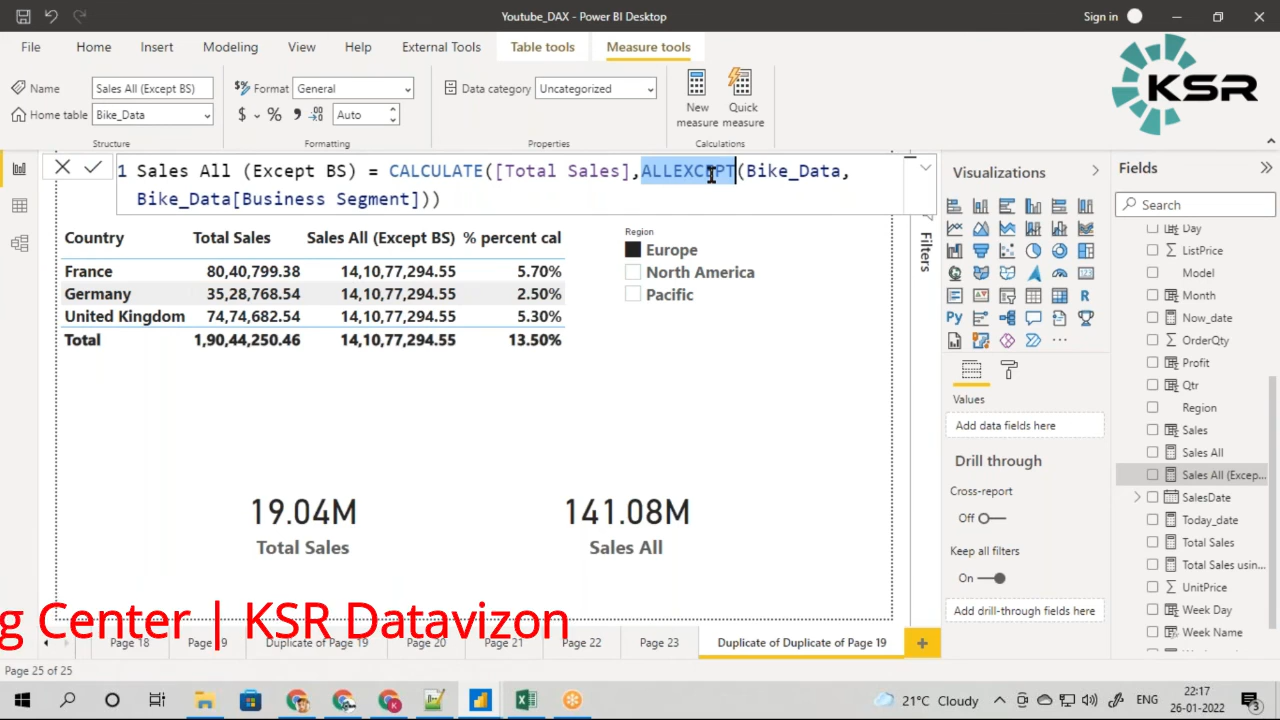 Youtube_DAX - Power BI Desktop
Sign in
File
Home
Insert
Modeling
View
Help
External Tools
Table tools
Measure tools
KSR
Name
Sales All (Except BS)
Format
General
Data category
Uncategorized
Home table
Bike_Data
$
%
Auto
New measure
Quick measure
Structure
Formatting
Properties
Calculations
1 Sales All (Except BS) = CALCULATE([Total Sales],ALLEXCEPT(Bike_Data,
Bike_Data[Business Segment]))
Country Total Sales Sales All (Except BS) % percent cal
France 80,40,799.38 14,10,77,294.55 5.70%
Germany 35,28,768.54 14,10,77,294.55 2.50%
United Kingdom 74,74,682.54 14,10,77,294.55 5.30%
Total 1,90,44,250.46 14,10,77,294.55 13.50%
Region
Europe
North America
Pacific
19.04M
Total Sales
141.08M
Sales All
g Center | KSR Datavizon
Filters
Visualizations
R
Py
Values
Add data fields here
Drill through
Cross-report
Off
Keep all filters
On
Add drill-through fields here
Fields
Search
Day
ListPrice
Model
Month
Now_date
OrderQty
Profit
Qtr
Region
Sales
Sales All
Sales All (Excep...
SalesDate
Today_date
Total Sales
Total Sales usin...
UnitPrice
Week Day
Week Name
Page 18
Duplicate of Page 19
Page 20
Page 21
Page 22
Page 23
Duplicate of Duplicate of Page 19
Page 25 of 25
21°C Cloudy
ENG
22:17
26-01-2022
3